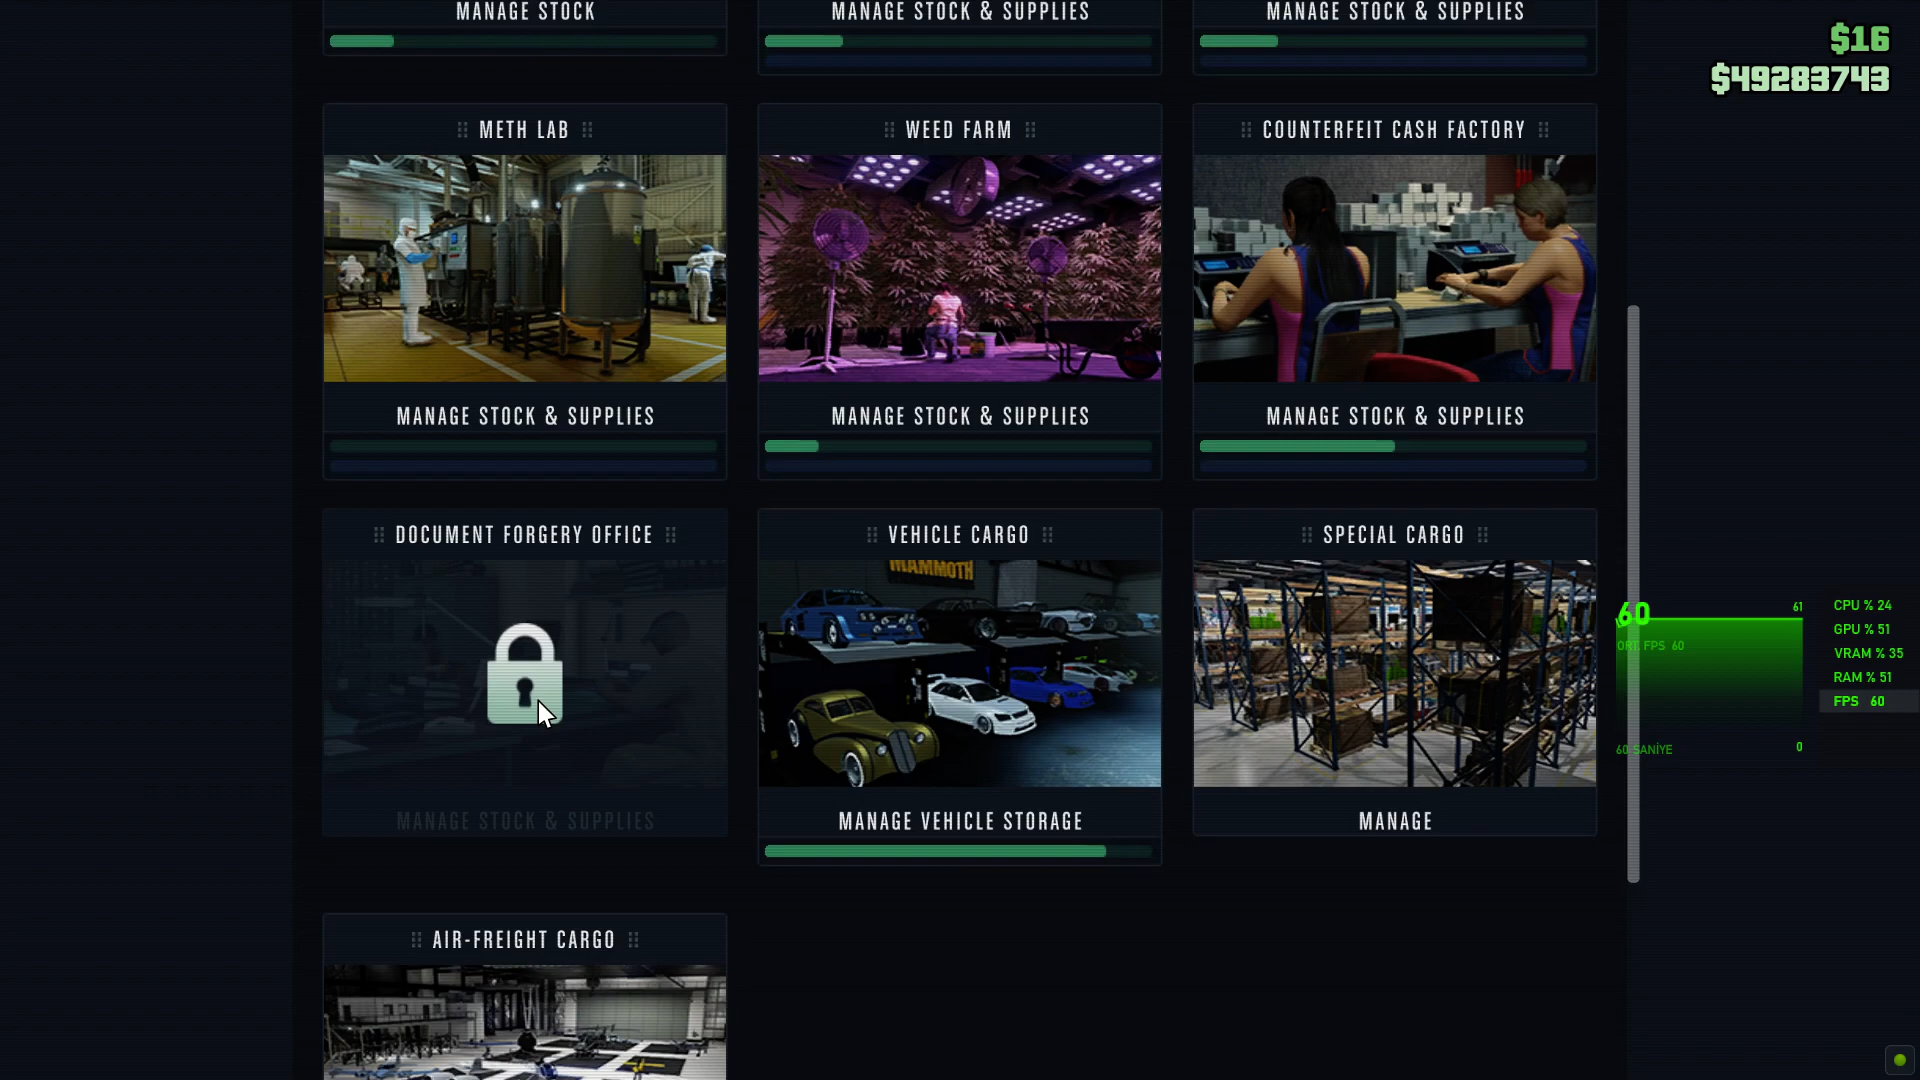 MANAGE STOCK
MANAGE STOCK & SUPPLIES
MANAGE STOCK & SUPPLIES
$16
$49283743
METH LAB
WEED FARM
COUNTERFEIT CASH FACTORY
MANAGE STOCK & SUPPLIES
MANAGE STOCK & SUPPLIES
MANAGE STOCK & SUPPLIES
DOCUMENT FORGERY OFFICE
VEHICLE CARGO
SPECIAL CARGO
MAMMOTH
MANAGE STOCK & SUPPLIES
MANAGE VEHICLE STORAGE
MANAGE
AIR-FREIGHT CARGO
60
61
ORT. FPS 60
60 SANİYE
0
CPU % 24
GPU % 51
VRAM % 35
RAM % 51
FPS 60